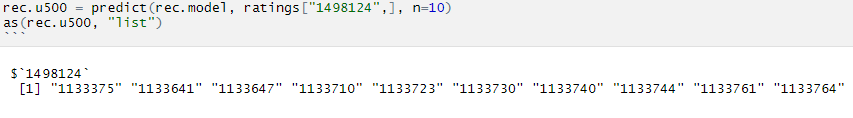 rec.u500 = predict(rec.model, ratings["1498124",], n=10)
as(rec.u500, "list")
```
$`1498124`
[1] "1133375" "1133641" "1133647" "1133710" "1133723" "1133730" "1133740" "1133744" "1133761" "1133764"